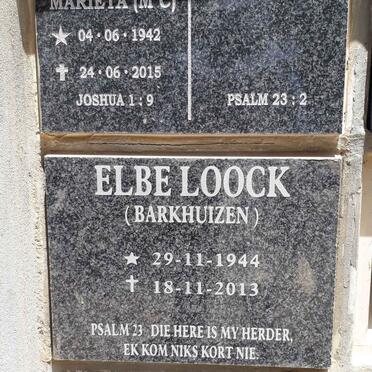 MARIETA (M C)
★ 04 · 06 · 1942
✝ 24 · 06 · 2015
JOSHUA 1 : 9
PSALM 23 : 2
ELBE LOOCK
( BARKHUIZEN )
★ 29-11-1944
✝ 18-11-2013
PSALM 23 DIE HERE IS MY HERDER,
EK KOM NIKS KORT NIE.